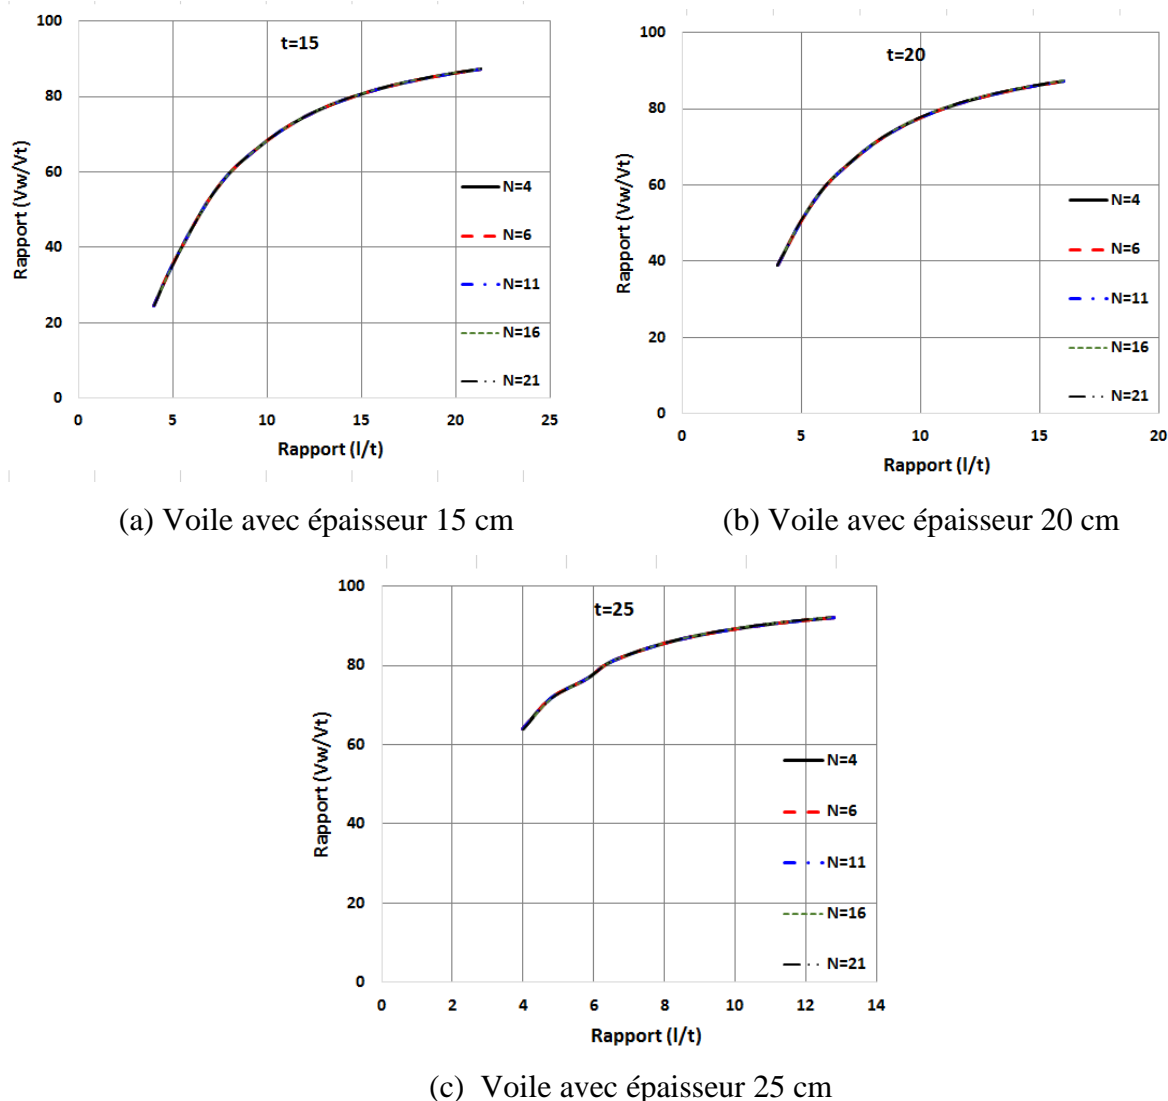 t=15
Rapport (Vw/Vt)
100
80
60
40
20
0
0 5 10 15 20 25
Rapport (l/t)
N=4
N=6
N=11
N=16
N=21
(a) Voile avec épaisseur 15 cm
t=20
Rapport (Vw/Vt)
100
80
60
40
20
0
0 5 10 15 20
Rapport (l/t)
N=4
N=6
N=11
N=16
N=21
(b) Voile avec épaisseur 20 cm
t=25
Rapport (Vw/Vt)
100
80
60
40
20
0
0 2 4 6 8 10 12 14
Rapport (l/t)
N=4
N=6
N=11
N=16
N=21
(c) Voile avec épaisseur 25 cm